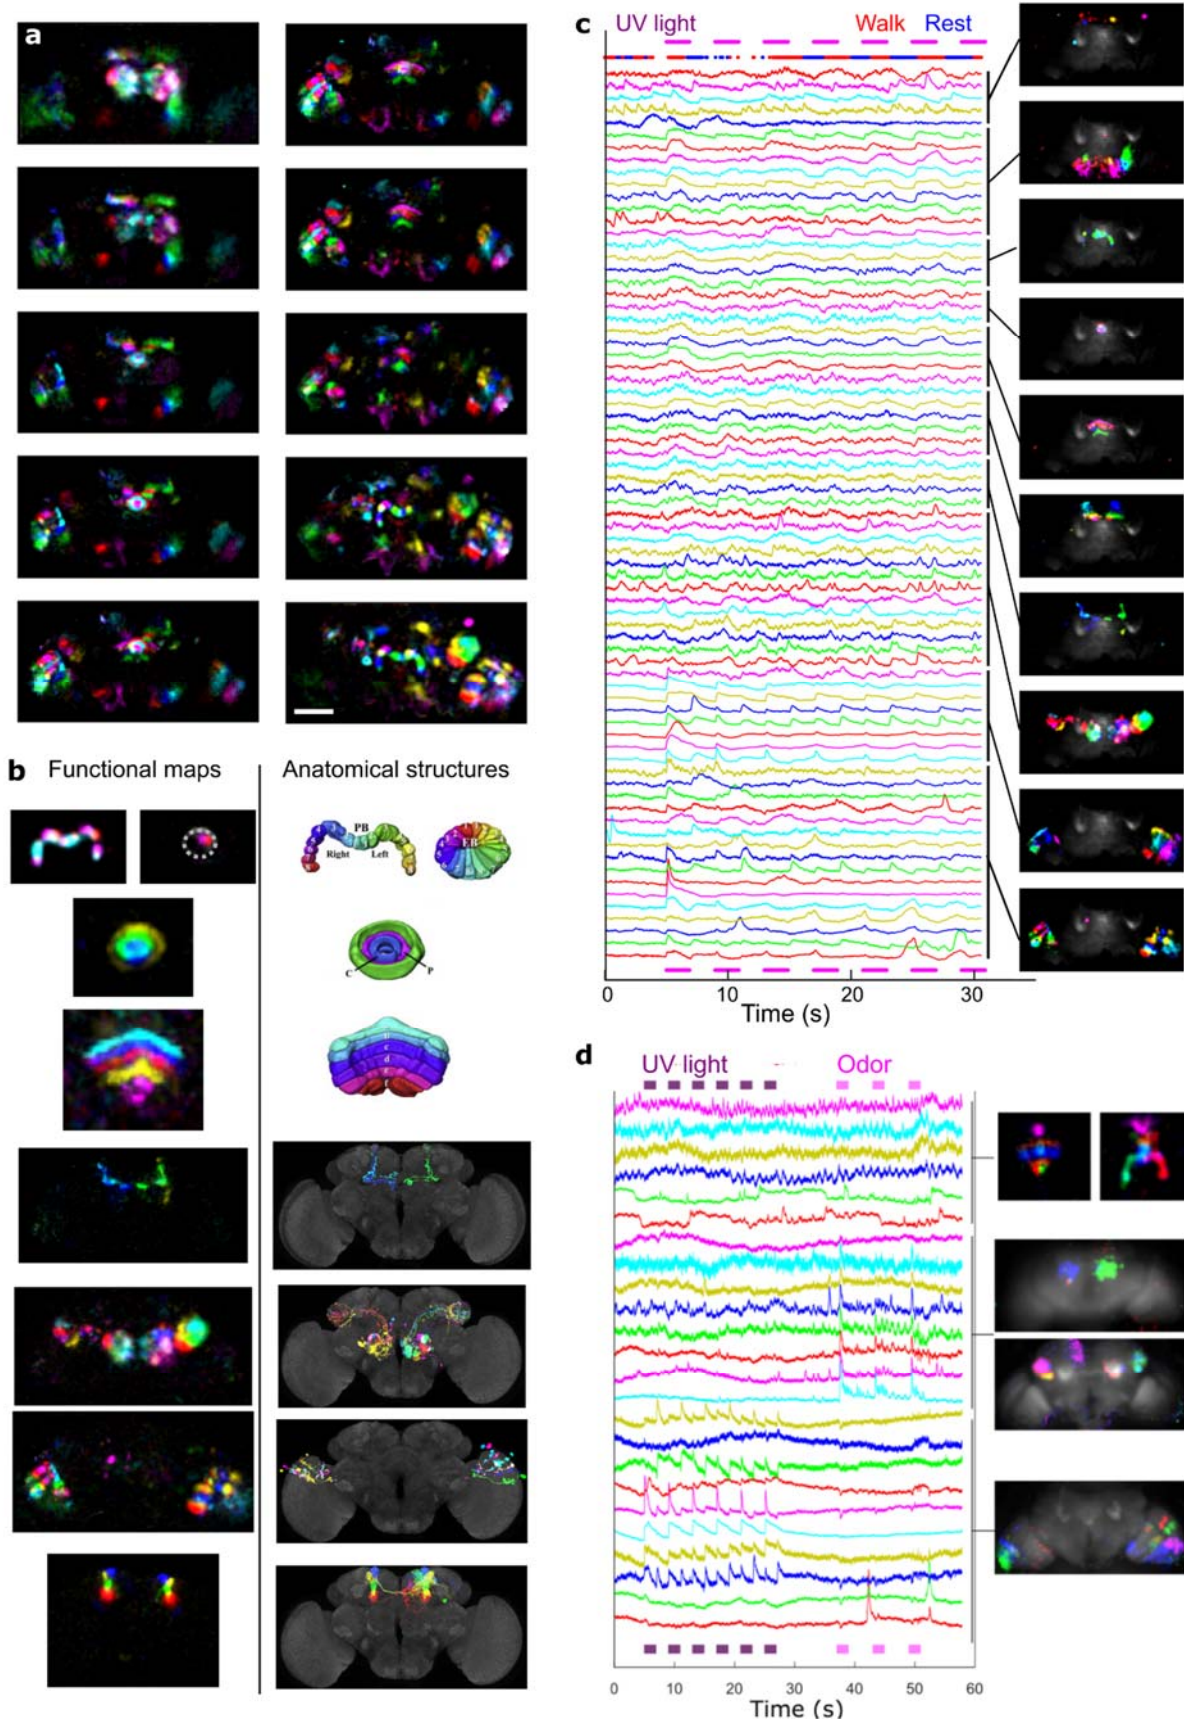 a
b Functional maps Anatomical structures
PB
Right Left
EB
C P
c
d
f
c UV light Walk Rest
0 10 20 30
Time (s)
d UV light Odor
0 10 20 30 40 50 60
Time (s)